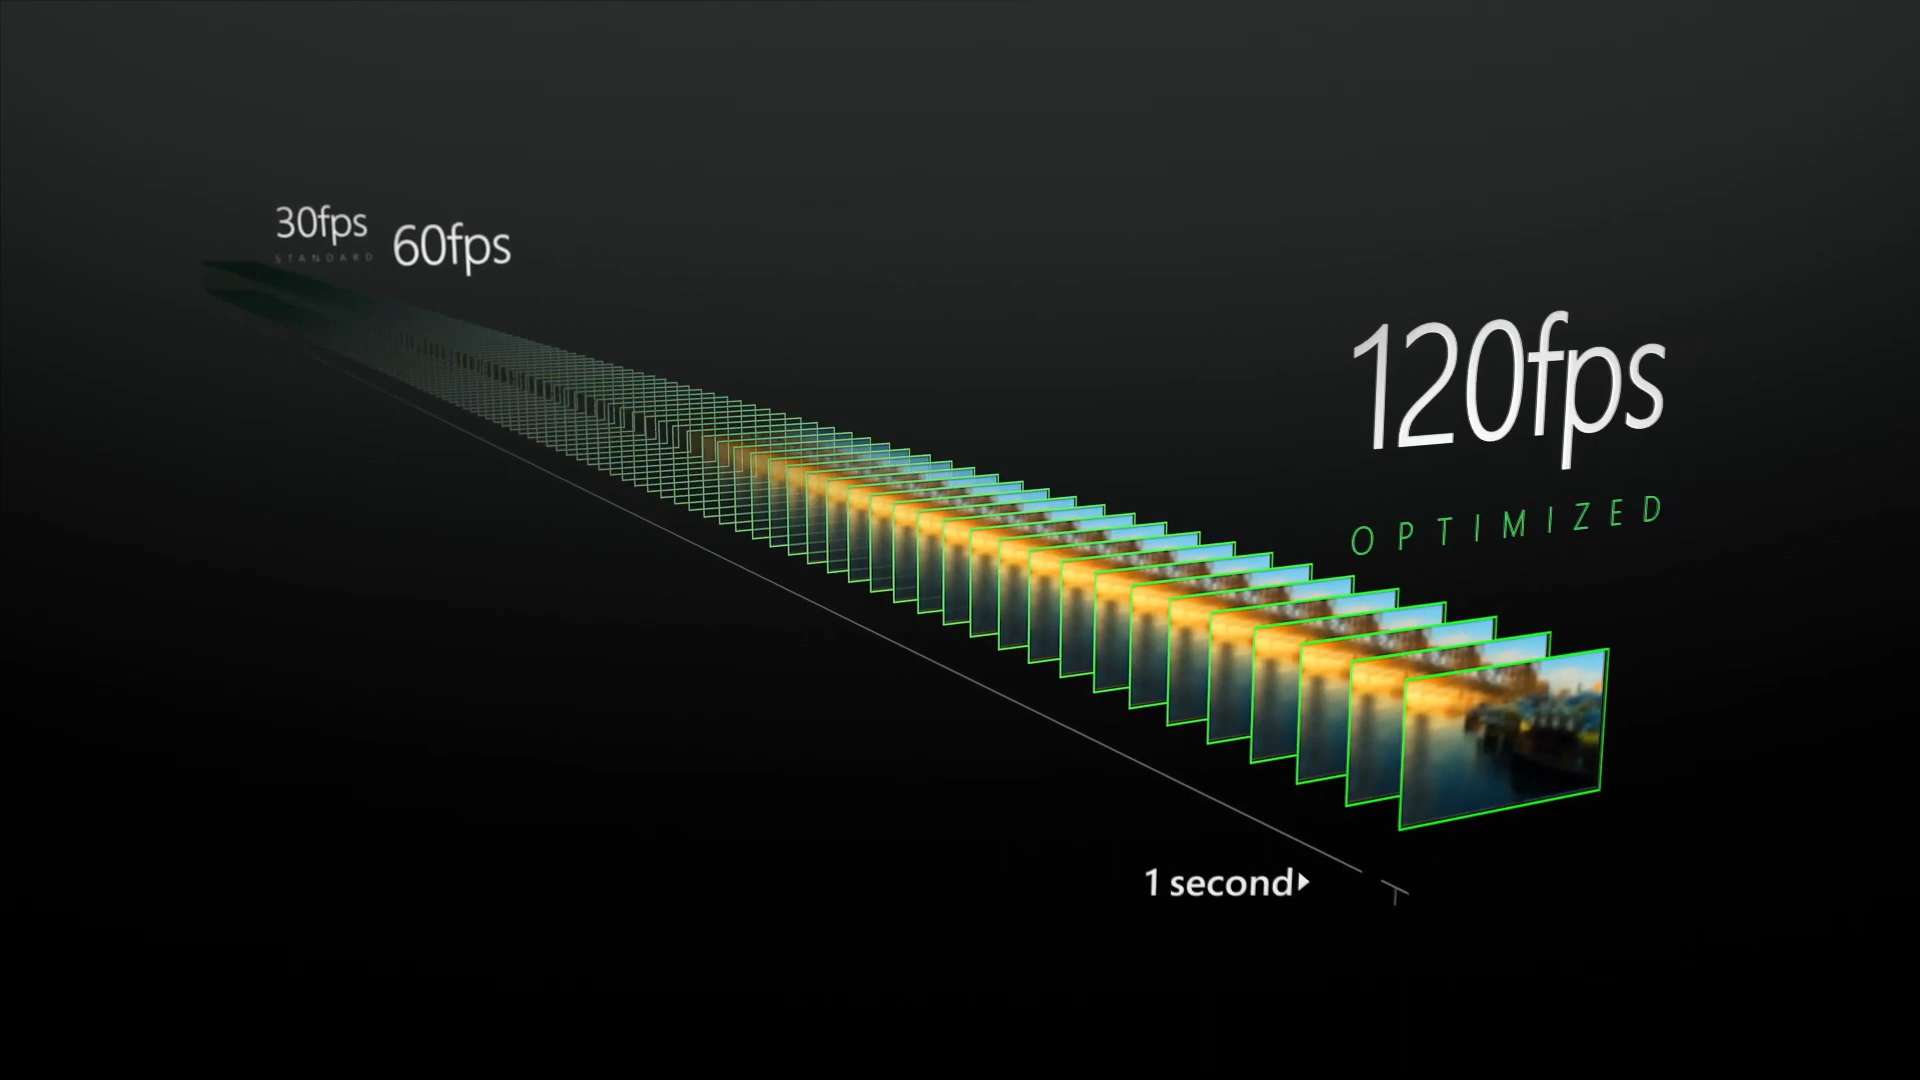 30fps
STANDARD
60fps
120fps
OPTIMIZED
1 second